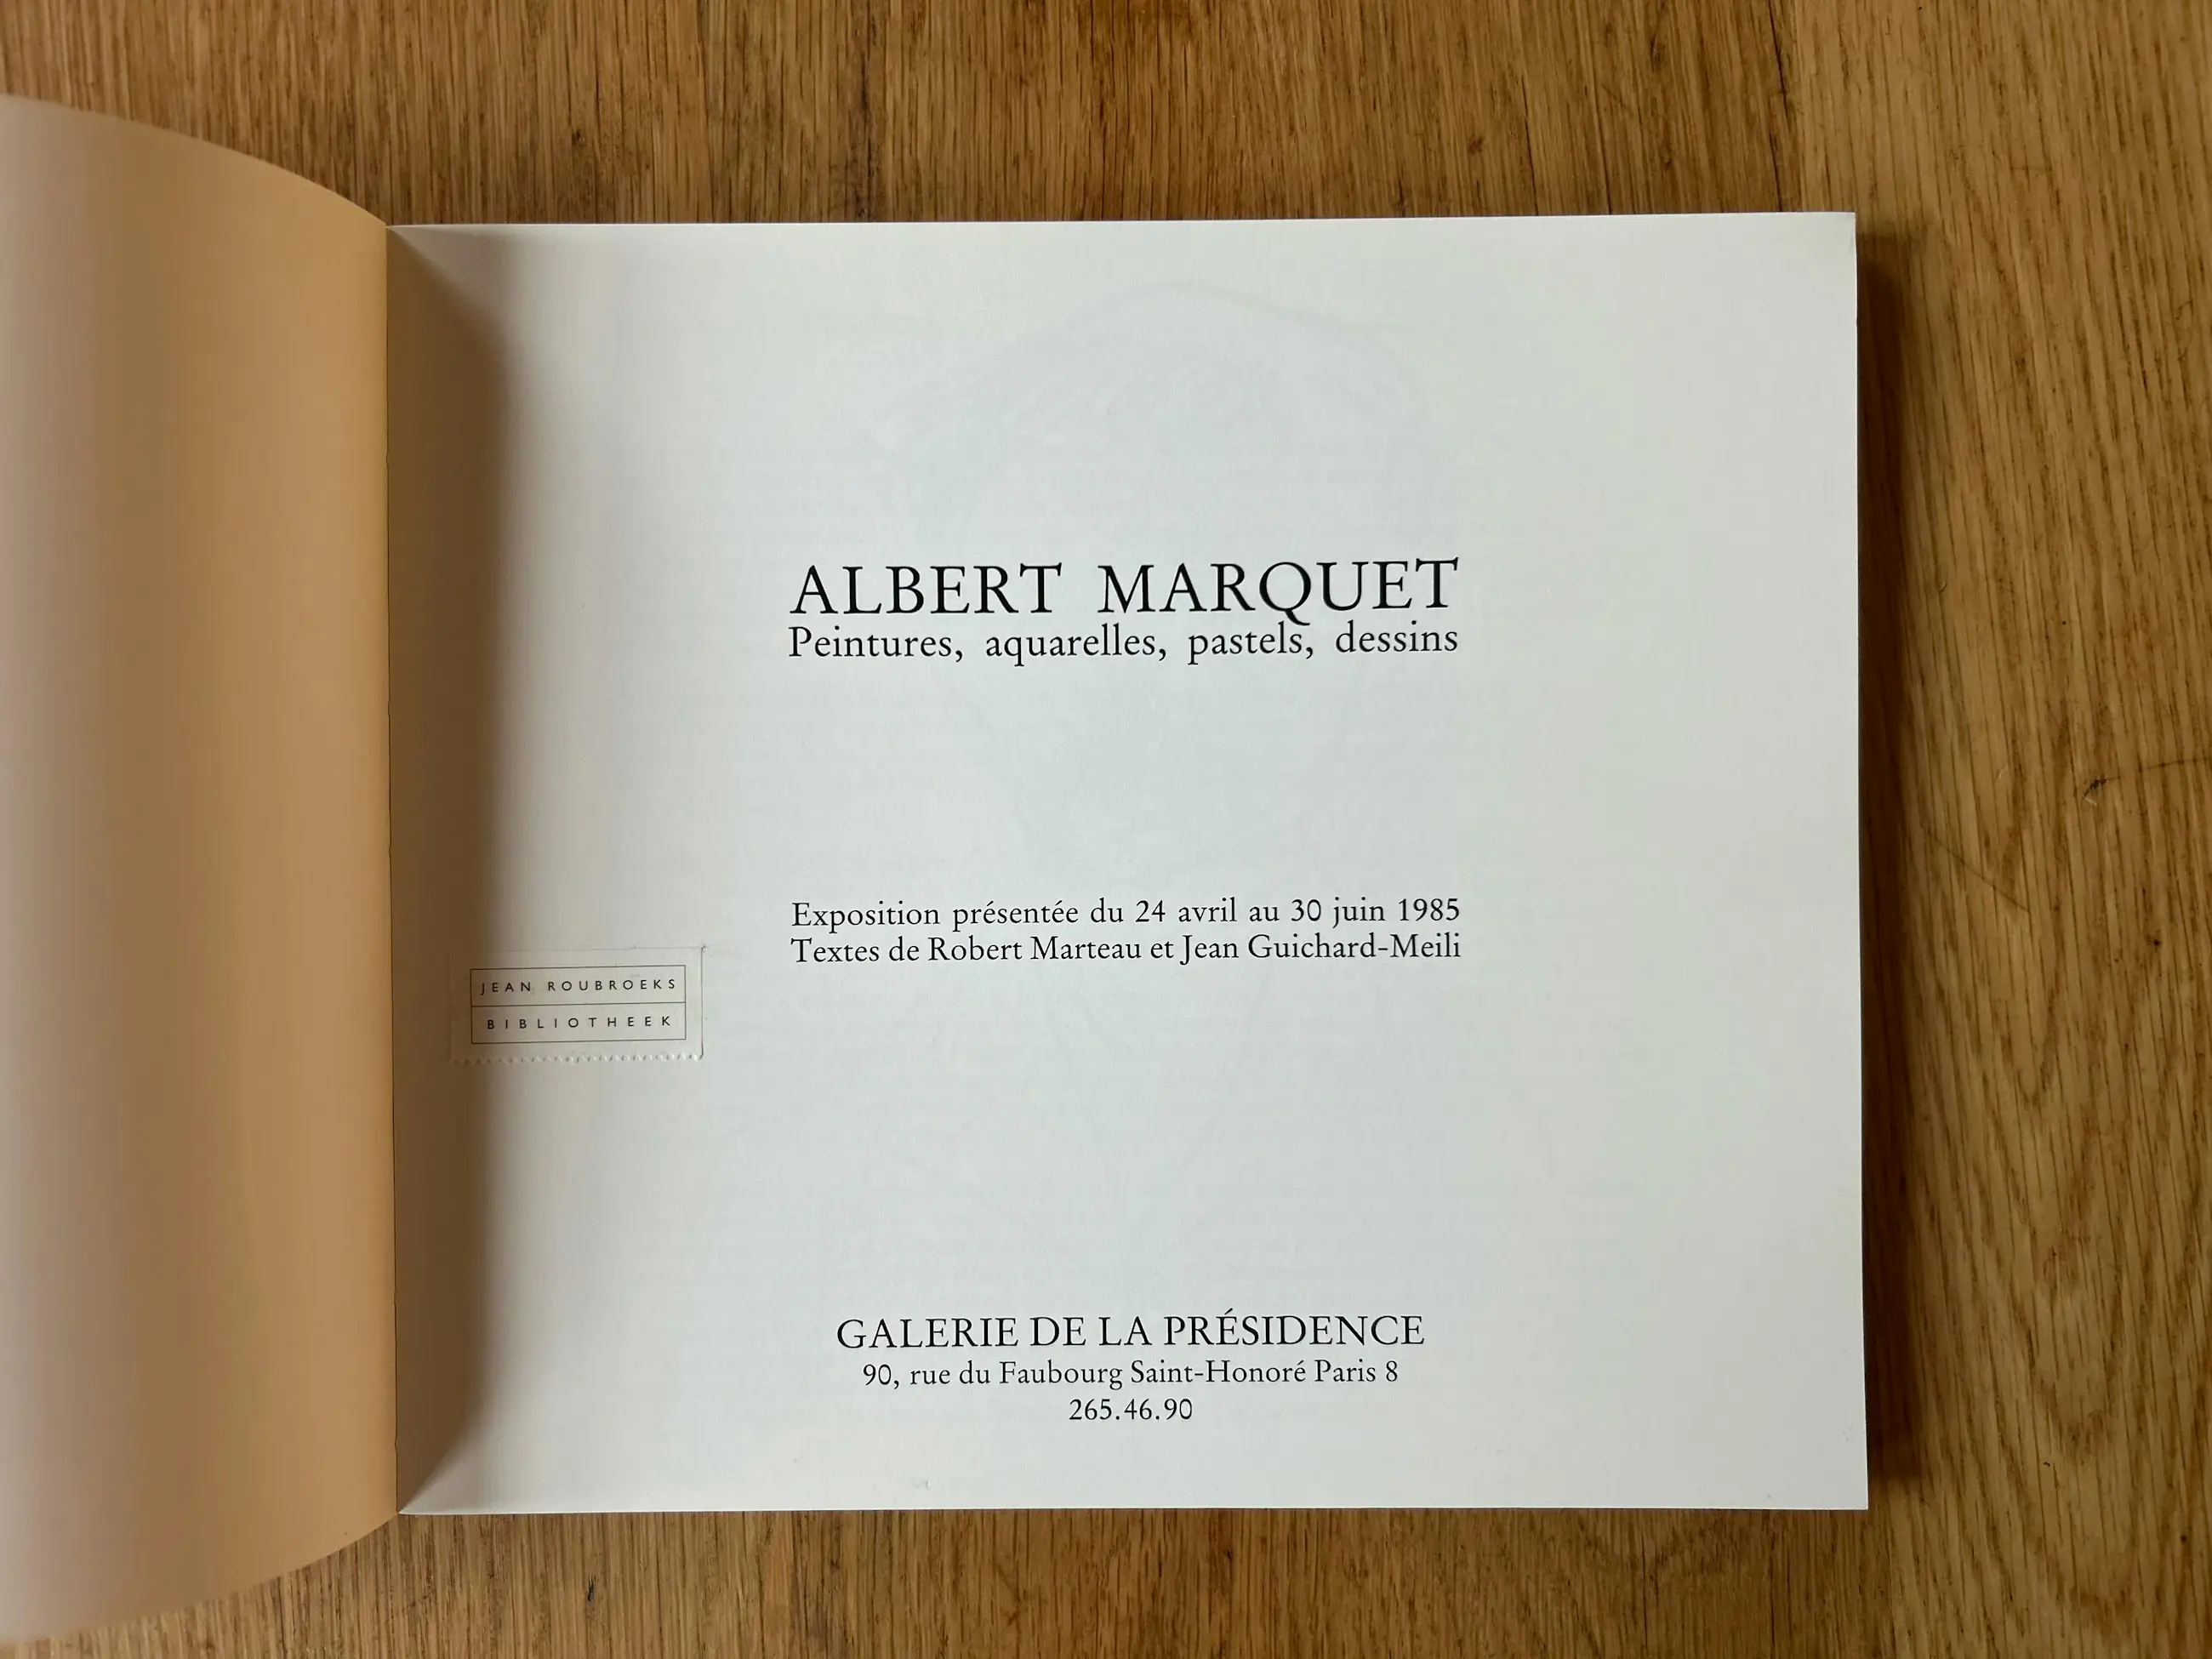 ALBERT MARQUET
Peintures, aquarelles, pastels, dessins
Exposition présentée du 24 avril au 30 juin 1985
Textes de Robert Marteau et Jean Guichard-Meili
JEAN ROUBROEKS
BIBLIOTHEEK
GALERIE DE LA PRÉSIDENCE
90, rue du Faubourg Saint-Honoré Paris 8
265.46.90